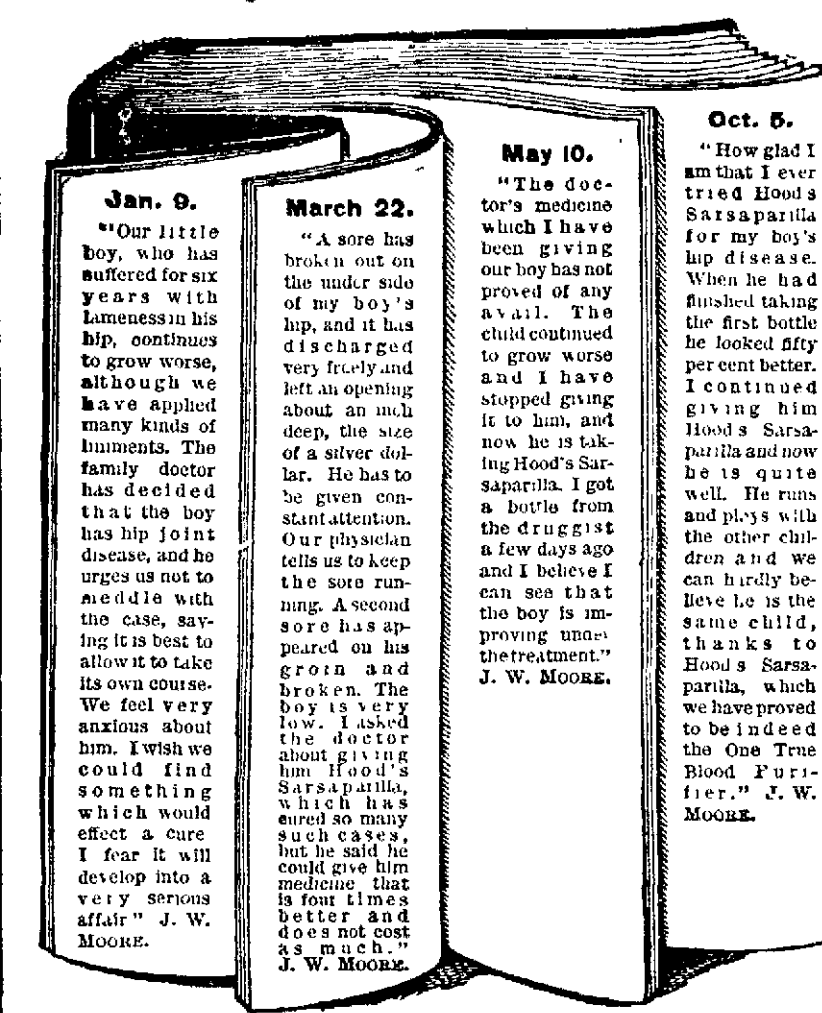 Jan. 9.
"Our little
boy, who has
suffered for six
years with
lameness in his
hip, continues
to grow worse,
although we
have applied
many kinds of
liniments. The
family doctor
has decided
that the boy
has hip joint
disease, and he
urges us not to
meddle with
the case, say-
ing it is best to
allow it to take
its own course.
We feel very
anxious about
him. I wish we
could find
something
which would
effect a cure
I fear it will
develop into a
very serious
affair" J. W.
MOORE.
March 22.
"A sore has
broken out on
the under side
of my boy's
hip, and it has
discharged
very freely and
left an opening
about an inch
deep, the size
of a silver dol-
lar. He has to
be given con-
stant attention.
Our physician
tells us to keep
the sore run-
ning. A second
sore has ap-
peared on his
groin and
broken. The
boy is very
low. I asked
the doctor
about giving
him Hood's
Sarsaparilla,
which has
cured so many
such cases,
but he said he
could give him
medicine that
is four times
better and
does not cost
as much."
J. W. MOORE.
May 10.
"The doc-
tor's medicine
which I have
been giving
our boy has not
proved of any
avail. The
child continued
to grow worse
and I have
stopped giving
it to him, and
now he is tak-
ing Hood's Sar-
saparilla. I got
a bottle from
the druggist
a few days ago
and I believe I
can see that
the boy is im-
proving under
the treatment."
J. W. MOORE.
Oct. 5.
"How glad I
am that I ever
tried Hood's
Sarsaparilla
for my boy's
hip disease.
When he had
finished taking
the first bottle
he looked fifty
per cent better.
I continued
giving him
Hood's Sarsa-
parilla and now
he is quite
well. He runs
and plays with
the other chil-
dren and we
can hardly be-
lieve he is the
same child,
thanks to
Hood's Sarsa-
parilla, which
we have proved
to be indeed
the One True
Blood Puri-
fier." J. W.
MOORE.